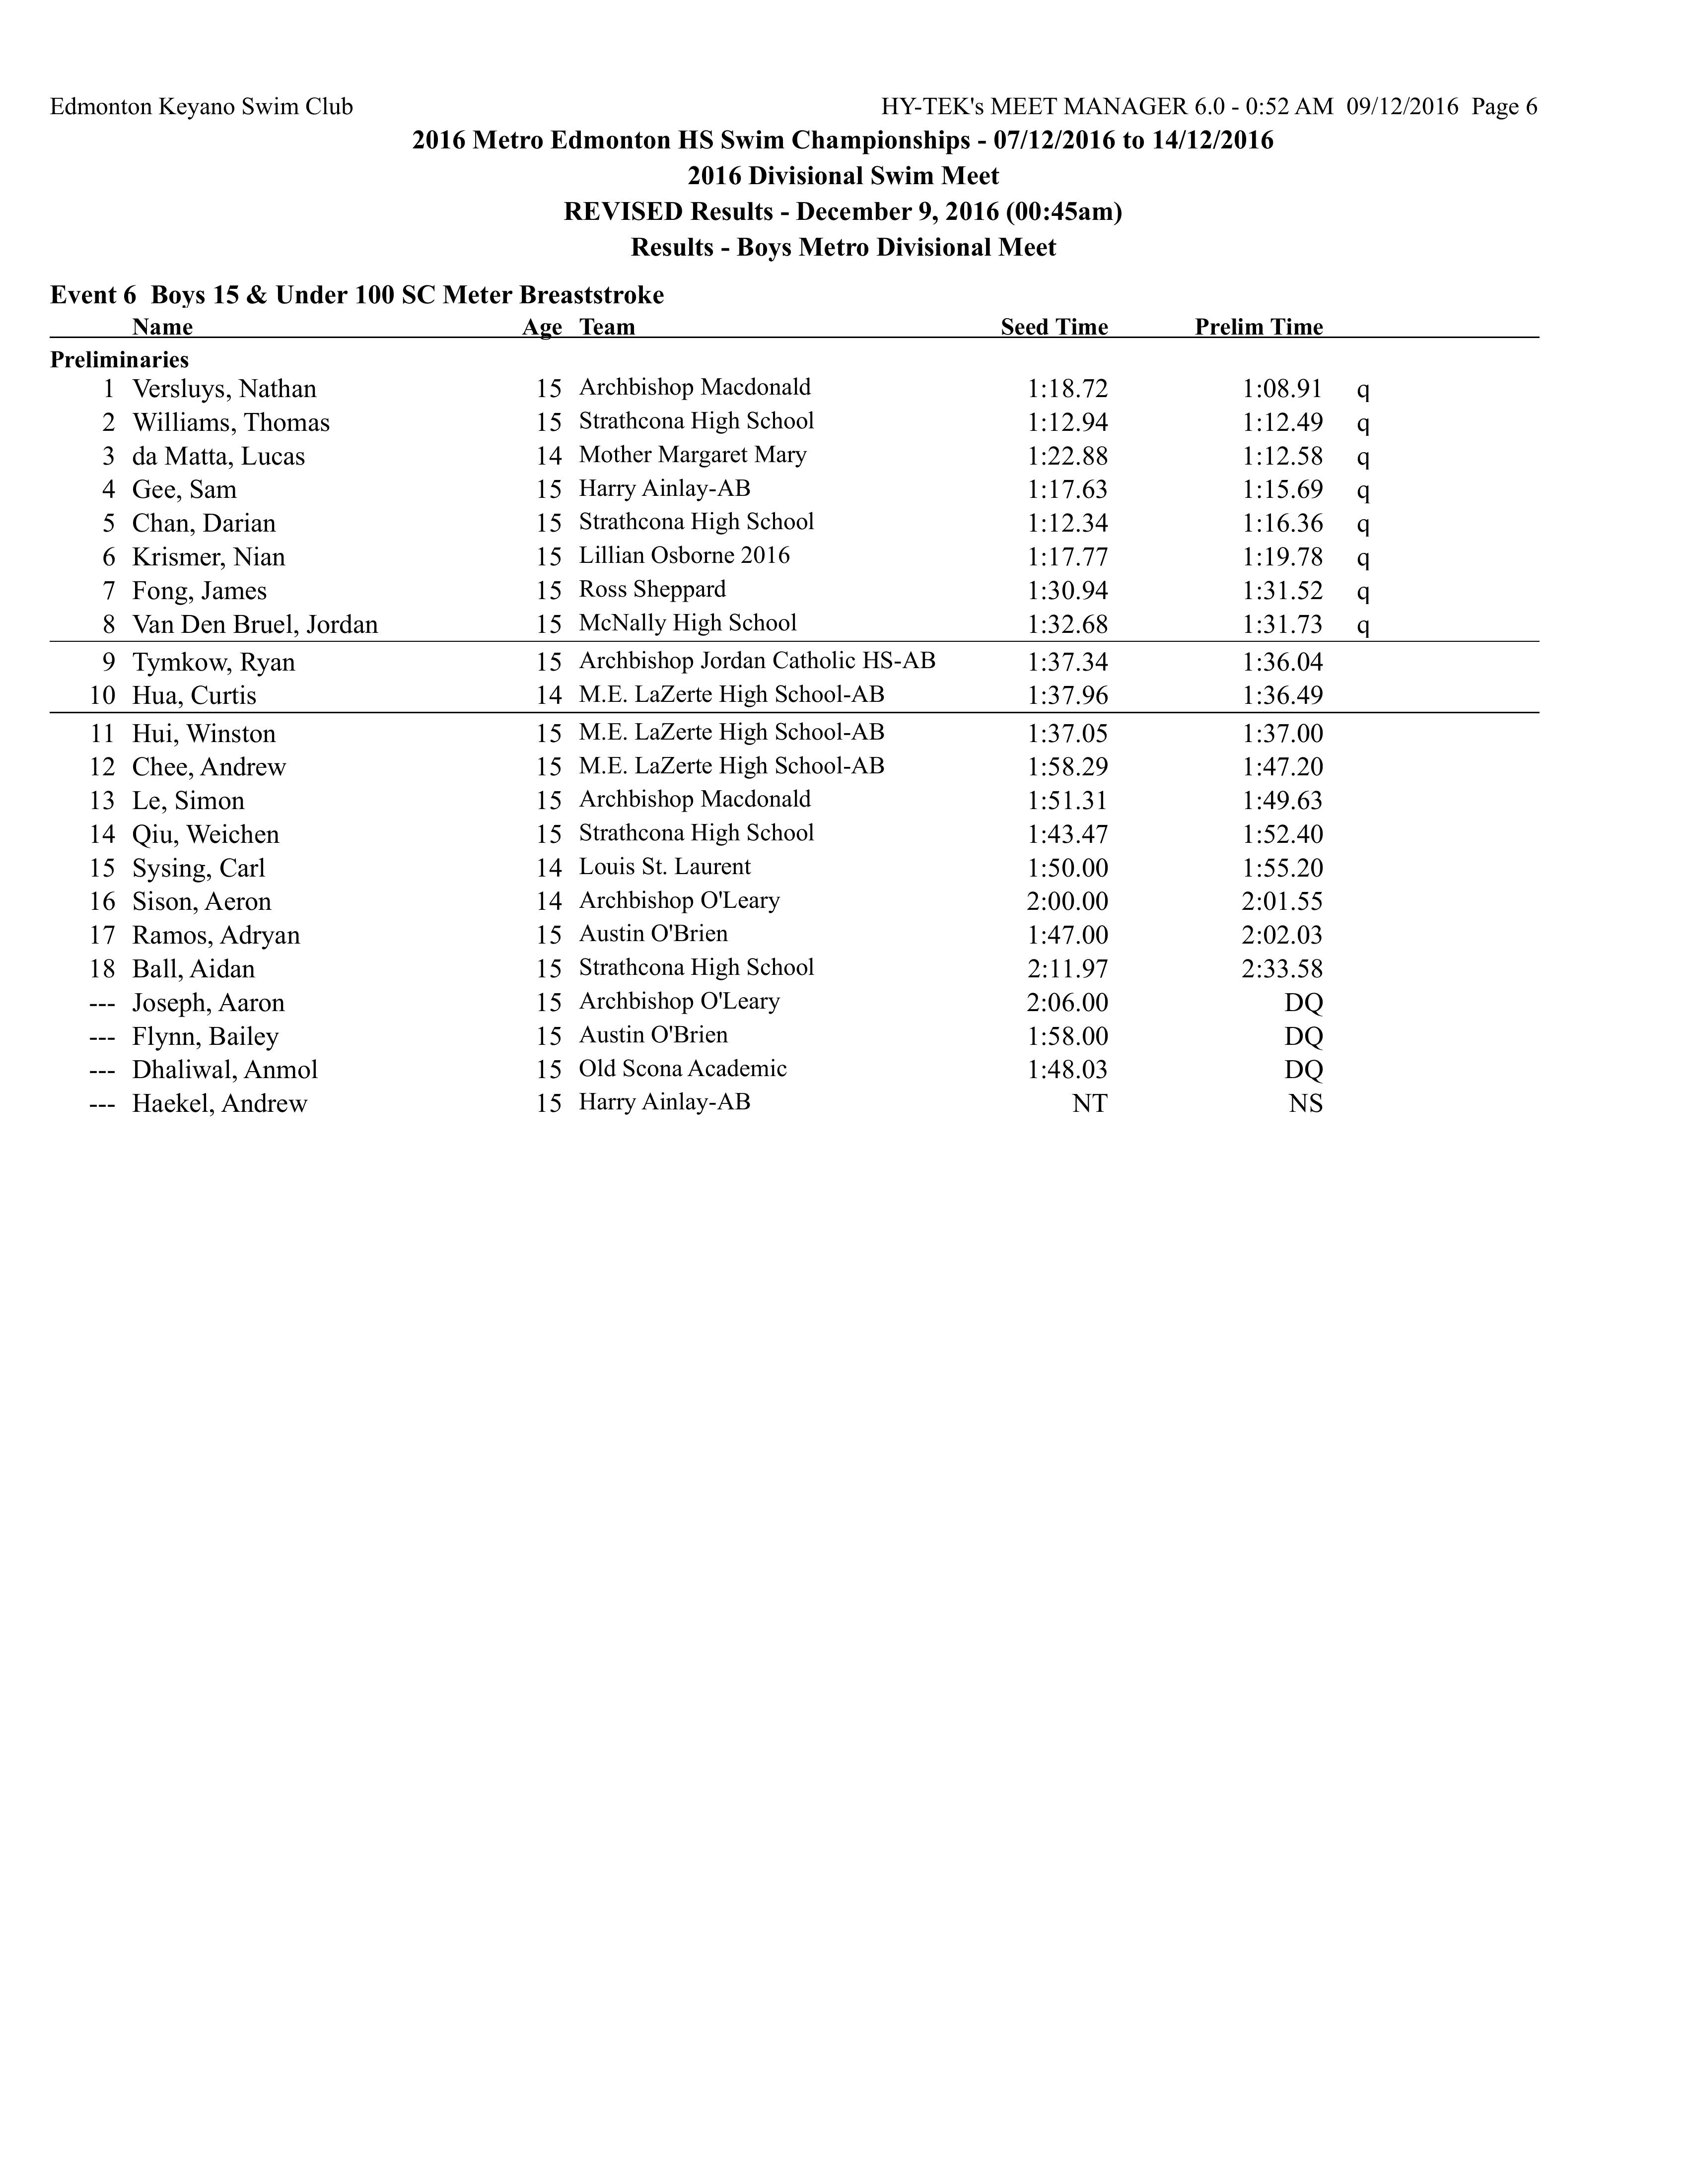 Edmonton Keyano Swim Club HY-TEK's MEET MANAGER 6.0 - 0:52 AM 09/12/2016 Page 6
2016 Metro Edmonton HS Swim Championships - 07/12/2016 to 14/12/2016
2016 Divisional Swim Meet
REVISED Results - December 9, 2016 (00:45am)
Results - Boys Metro Divisional Meet
Event 6 Boys 15 & Under 100 SC Meter Breaststroke
Name Age Team Seed Time Prelim Time
Preliminaries
1 Versluys, Nathan 15 Archbishop Macdonald 1:18.72 1:08.91 q
2 Williams, Thomas 15 Strathcona High School 1:12.94 1:12.49 q
3 da Matta, Lucas 14 Mother Margaret Mary 1:22.88 1:12.58 q
4 Gee, Sam 15 Harry Ainlay-AB 1:17.63 1:15.69 q
5 Chan, Darian 15 Strathcona High School 1:12.34 1:16.36 q
6 Krismer, Nian 15 Lillian Osborne 2016 1:17.77 1:19.78 q
7 Fong, James 15 Ross Sheppard 1:30.94 1:31.52 q
8 Van Den Bruel, Jordan 15 McNally High School 1:32.68 1:31.73 q
9 Tymkow, Ryan 15 Archbishop Jordan Catholic HS-AB 1:37.34 1:36.04
10 Hua, Curtis 14 M.E. LaZerte High School-AB 1:37.96 1:36.49
11 Hui, Winston 15 M.E. LaZerte High School-AB 1:37.05 1:37.00
12 Chee, Andrew 15 M.E. LaZerte High School-AB 1:58.29 1:47.20
13 Le, Simon 15 Archbishop Macdonald 1:51.31 1:49.63
14 Qiu, Weichen 15 Strathcona High School 1:43.47 1:52.40
15 Sysing, Carl 14 Louis St. Laurent 1:50.00 1:55.20
16 Sison, Aeron 14 Archbishop O'Leary 2:00.00 2:01.55
17 Ramos, Adryan 15 Austin O'Brien 1:47.00 2:02.03
18 Ball, Aidan 15 Strathcona High School 2:11.97 2:33.58
--- Joseph, Aaron 15 Archbishop O'Leary 2:06.00 DQ
--- Flynn, Bailey 15 Austin O'Brien 1:58.00 DQ
--- Dhaliwal, Anmol 15 Old Scona Academic 1:48.03 DQ
--- Haekel, Andrew 15 Harry Ainlay-AB NT NS